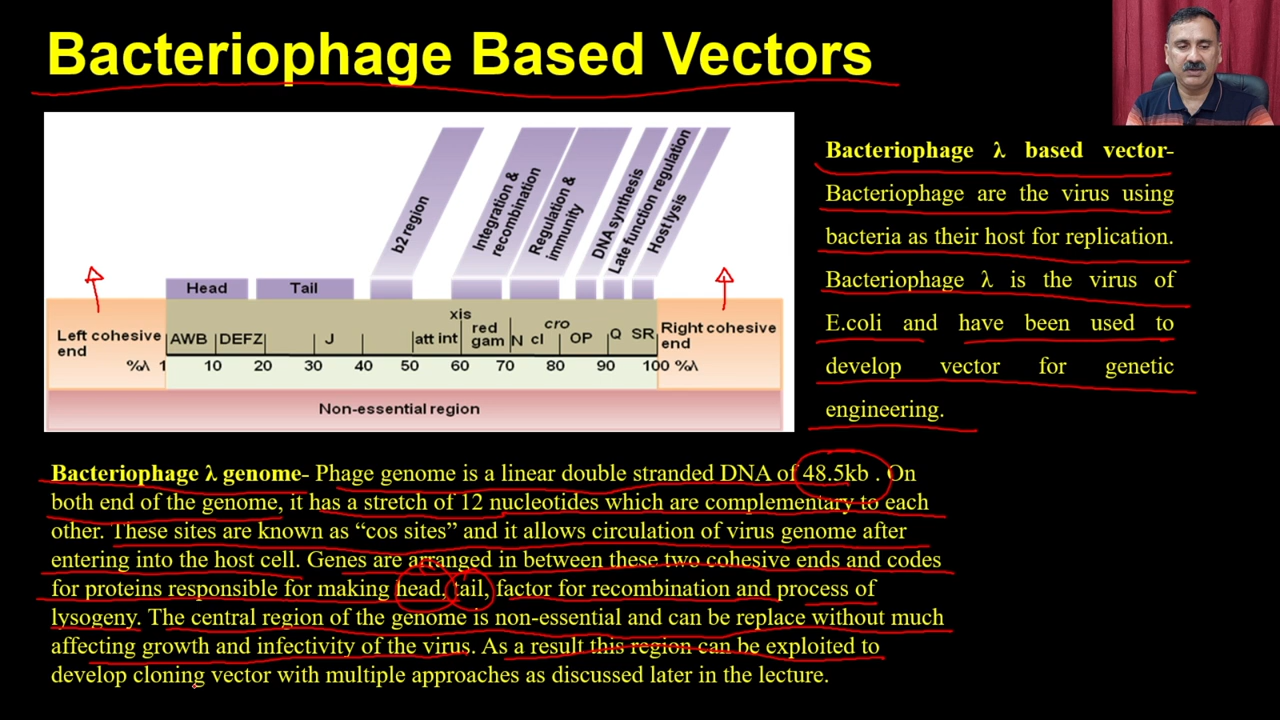 Bacteriophage Based Vectors
b2 region
Integration &
recombination
Regulation &
immunity
DNA synthesis
Late function regulation
Host lysis
Head
Tail
Left cohesive
end
AWB
DEFZ
J
att int
xis
red
gam
N
cl
cro
OP
Q
SR
Right cohesive
end
%λ 1 10 20 30 40 50 60 70 80 90 100 %λ
Non-essential region
Bacteriophage λ based vector-
Bacteriophage are the virus using
bacteria as their host for replication.
Bacteriophage λ is the virus of
E.coli and have been used to
develop vector for genetic
engineering.
Bacteriophage λ genome- Phage genome is a linear double stranded DNA of 48.5kb . On
both end of the genome, it has a stretch of 12 nucleotides which are complementary to each
other. These sites are known as “cos sites” and it allows circulation of virus genome after
entering into the host cell. Genes are arranged in between these two cohesive ends and codes
for proteins responsible for making head, tail, factor for recombination and process of
lysogeny. The central region of the genome is non-essential and can be replace without much
affecting growth and infectivity of the virus. As a result this region can be exploited to
develop cloning vector with multiple approaches as discussed later in the lecture.